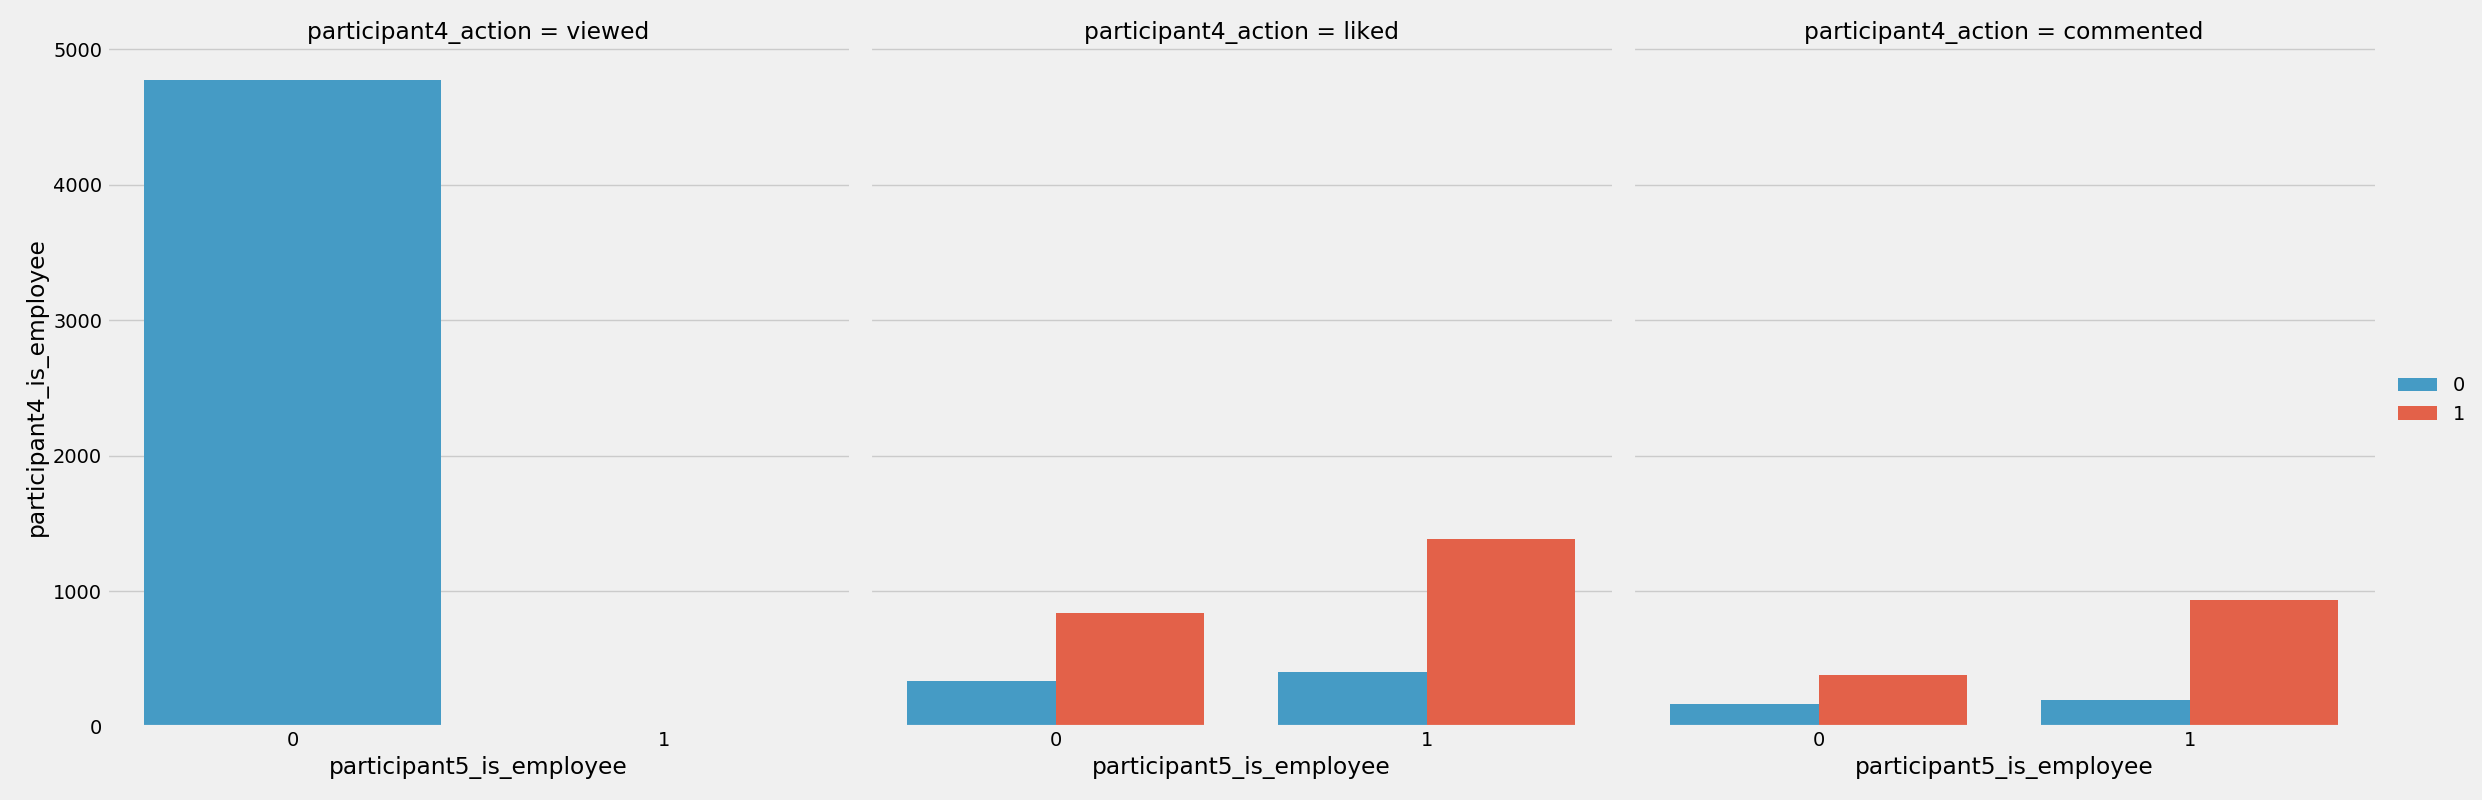 participant4_action = viewed
participant4_action = liked
participant4_action = commented
participant4_is_employee
5000
4000
3000
2000
1000
0
0
1
0
1
0
1
participant5_is_employee
participant5_is_employee
participant5_is_employee
0
1